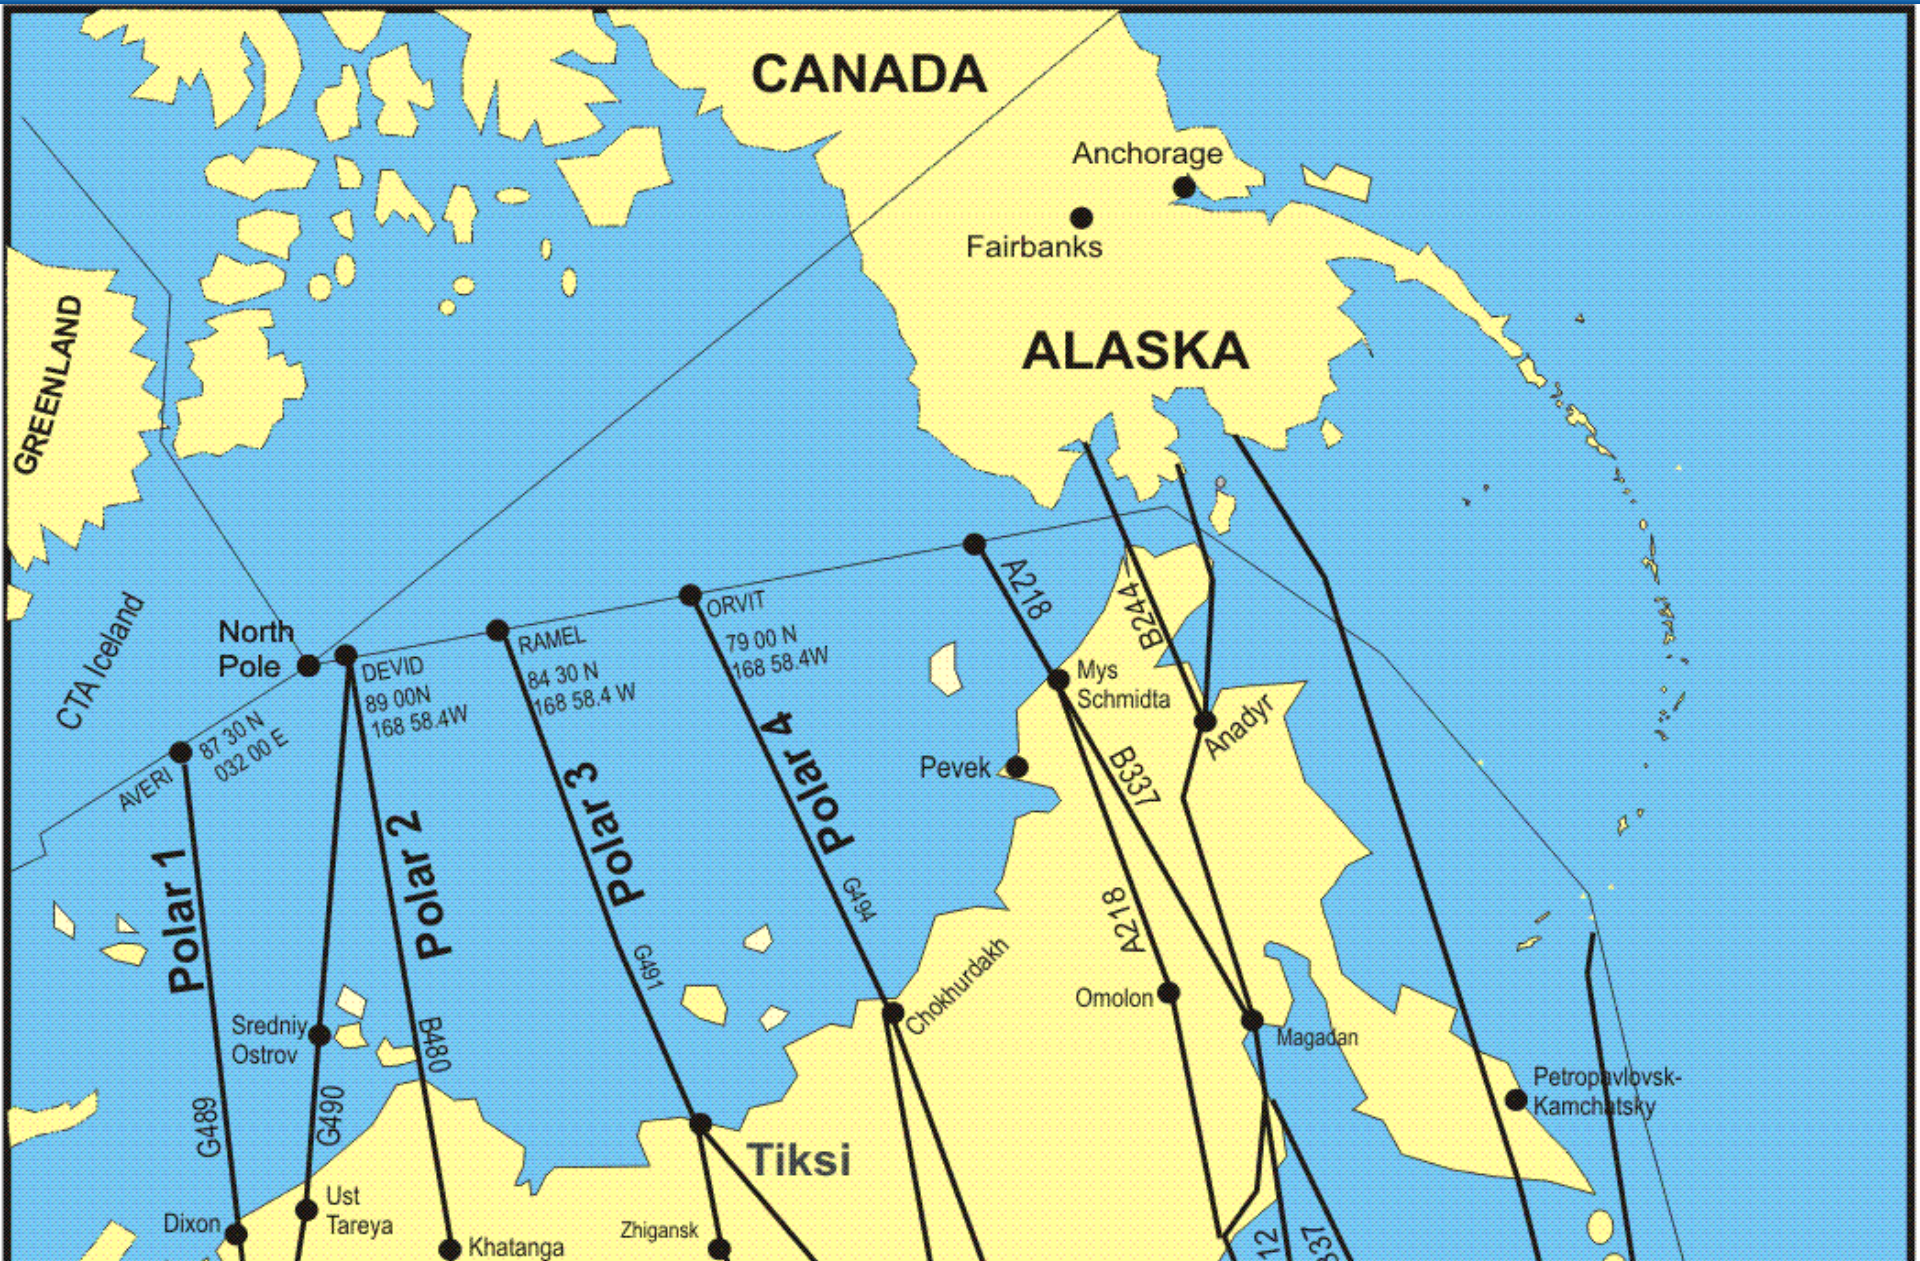 CANADA
Anchorage
Fairbanks
ALASKA
GREENLAND
CTA Iceland
North
Pole
DEVID
89 00N
168 58.4W
RAMEL
84 30 N
168 58.4 W
ORVIT
79 00 N
168 58.4W
A218
B244
Mys
Schmidta
Anadyr
AVERI
87 30 N
032 00 E
Pevek
B337
Polar 1
Polar 2
Polar 3
Polar 4
G494
G491
A218
Chokhurdakh
Omolon
Magadan
Sredniy
Ostrov
B480
G490
G489
Petropavlovsk-
Kamchatsky
Tiksi
Ust
Tareya
Dixon
Khatanga
Zhigansk
12
337